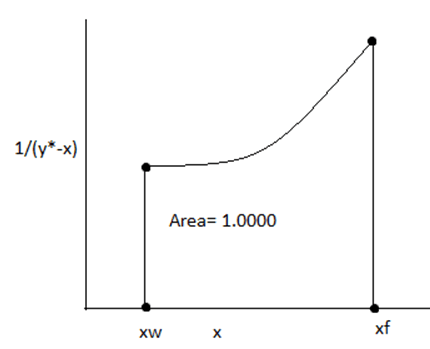 1/(y*-x)
Area= 1.0000
xw
x
xf